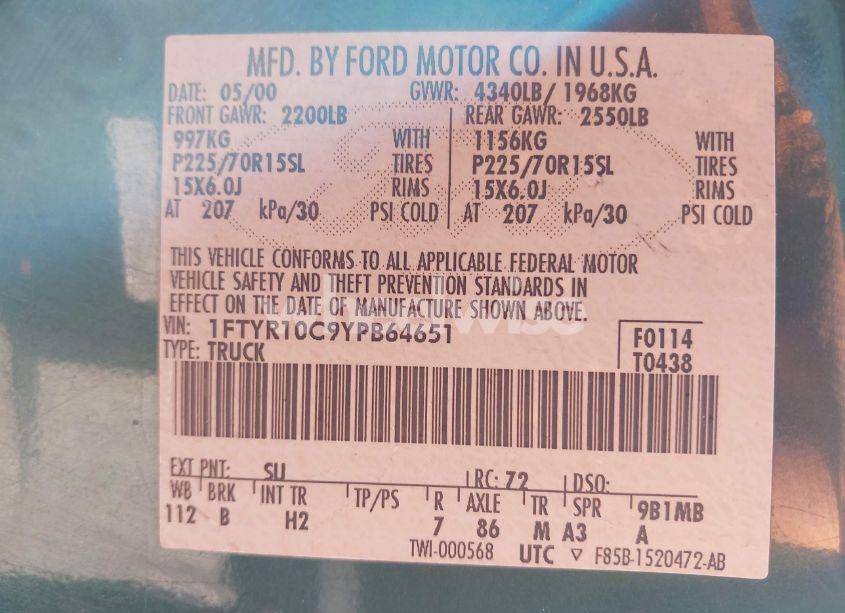 MFD. BY FORD MOTOR CO. IN U.S.A.
DATE: 05/00 GVWR: 4340LB/ 1968KG
FRONT GAWR: 2200LB REAR GAWR: 2550LB
997KG WITH 1156KG WITH
P225/70R15SL TIRES P225/70R15SL TIRES
15X6.0J RIMS 15X6.0J RIMS
AT 207 kPa/30 PSI COLD AT 207 kPa/30 PSI COLD
THIS VEHICLE CONFORMS TO ALL APPLICABLE FEDERAL MOTOR
VEHICLE SAFETY AND THEFT PREVENTION STANDARDS IN
EFFECT ON THE DATE OF MANUFACTURE SHOWN ABOVE.
VIN: 1FTYR10C9YPB64651 F0114
TYPE: TRUCK T0438
EXT PNT: SU RC: 72 DSO:
WB BRK INT TR TP/PS R AXLE TR SPR 9B1MB
112 B H2 7 86 M A3 A
TWI-000568 UTC ▽ F85B-1520472-AB